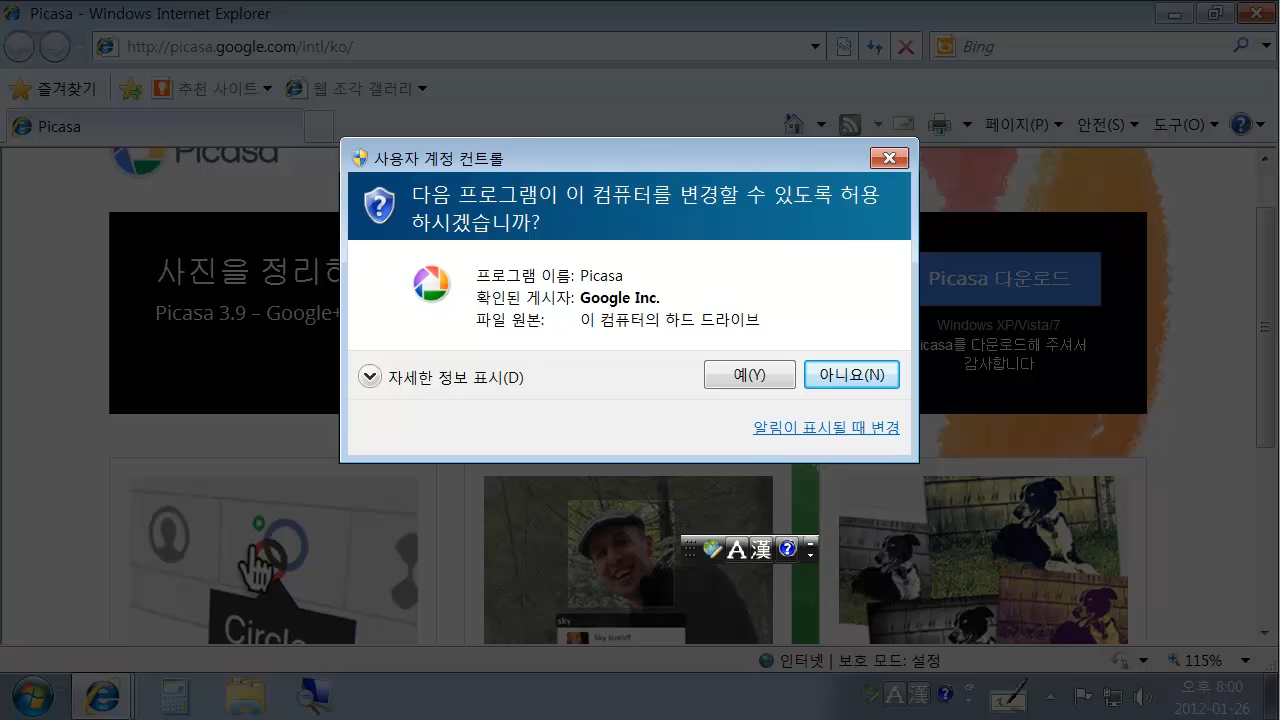 Picasa - Windows Internet Explorer
http://picasa.google.com/intl/ko/
Bing
즐겨찾기
추천 사이트
웹 조각 갤러리
Picasa
페이지(P)
안전(S)
도구(O)
Picasa
사용자 계정 컨트롤
다음 프로그램이 이 컴퓨터를 변경할 수 있도록 허용
하시겠습니까?
프로그램 이름: Picasa
확인된 게시자: Google Inc.
파일 원본: 이 컴퓨터의 하드 드라이브
자세한 정보 표시(D)
예(Y)
아니요(N)
알림이 표시될 때 변경
사진을 정리하
Picasa 3.9 – Google+
Picasa 다운로드
Windows XP/Vista/7
icasa를 다운로드해 주셔서
감사합니다
A 漢
Circle
sky
인터넷 | 보호 모드: 설정
115%
A 漢
오후 8:00
2012-01-26